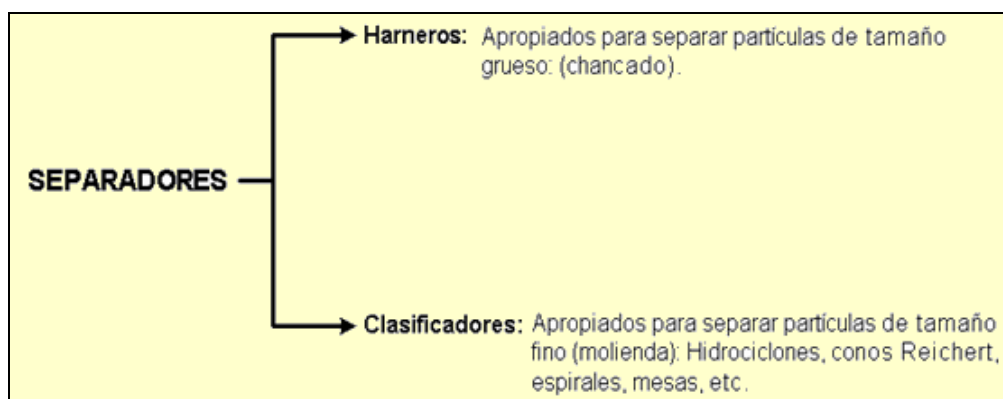 Harneros: Apropiados para separar partículas de tamaño
grueso: (chancado).
SEPARADORES
Clasificadores: Apropiados para separar partículas de tamaño
fino (molienda): Hidrociclones, conos Reichert,
espirales, mesas, etc.